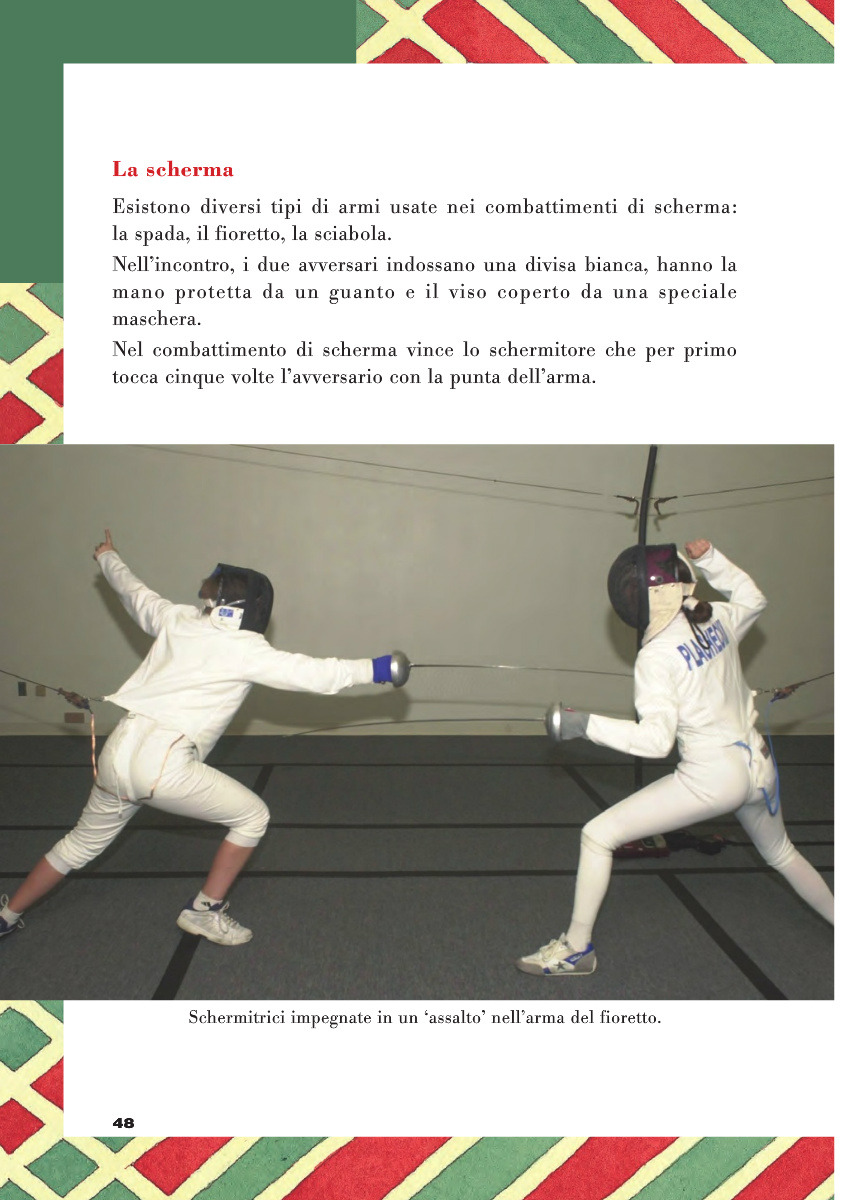 La scherma
Esistono diversi tipi di armi usate nei combattimenti di scherma:
la spada, il fioretto, la sciabola.
Nell'incontro, i due avversari indossano una divisa bianca, hanno la
mano protetta da un guanto e il viso coperto da una speciale
maschera.
Nel combattimento di scherma vince lo schermitore che per primo
tocca cinque volte l'avversario con la punta dell'arma.
Schermitrici impegnate in un ‘assalto’ nell'arma del fioretto.
48